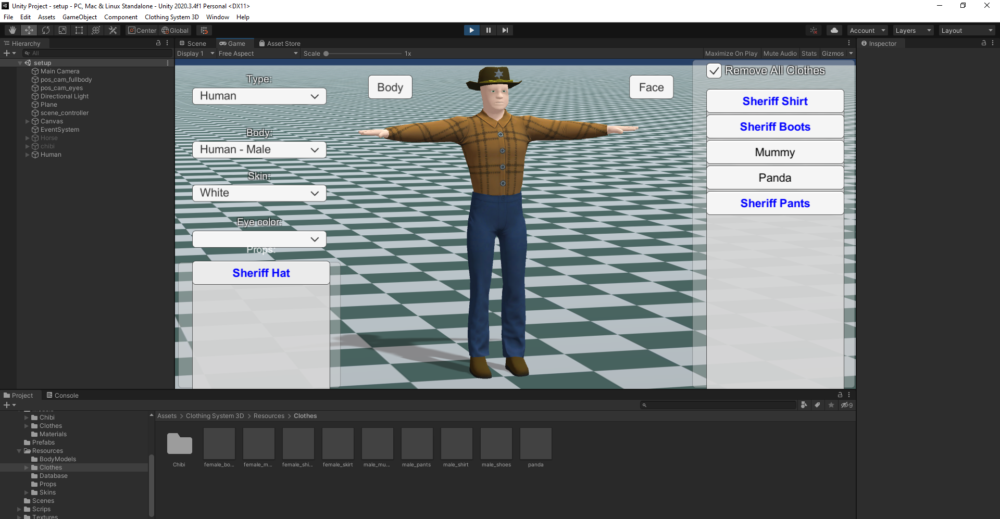 Unity Project - setup - PC, Mac & Linux Standalone - Unity 2020.3.4f1 Personal <DX11>
File Edit Assets GameObject Component Clothing System 3D Window Help
Center Global Account Layers Layout
Hierarchy
All
setup
Main Camera
pos_cam_fullbody
pos_cam_eyes
Directional Light
Plane
scene_controller
Canvas
EventSystem
Horse
chibi
Human
Scene Game Asset Store
Display 1 Free Aspect Scale 1x Maximize On Play Mute Audio Stats Gizmos
Type:
Human
Body:
Human - Male
Skin:
White
Eye color:
Props:
Sheriff Hat
Body
Face
Remove All Clothes
Sheriff Shirt
Sheriff Boots
Mummy
Panda
Sheriff Pants
Inspector
Project Console
9
Models
Chibi
Clothes
Materials
Prefabs
Resources
BodyModels
Clothes
Database
Props
Skins
Scenes
Scrips
Textures
Assets > Clothing System 3D > Resources > Clothes
Chibi female_bo... female_m... female_shi... female_skirt male_mu... male_pants male_shirt male_shoes panda